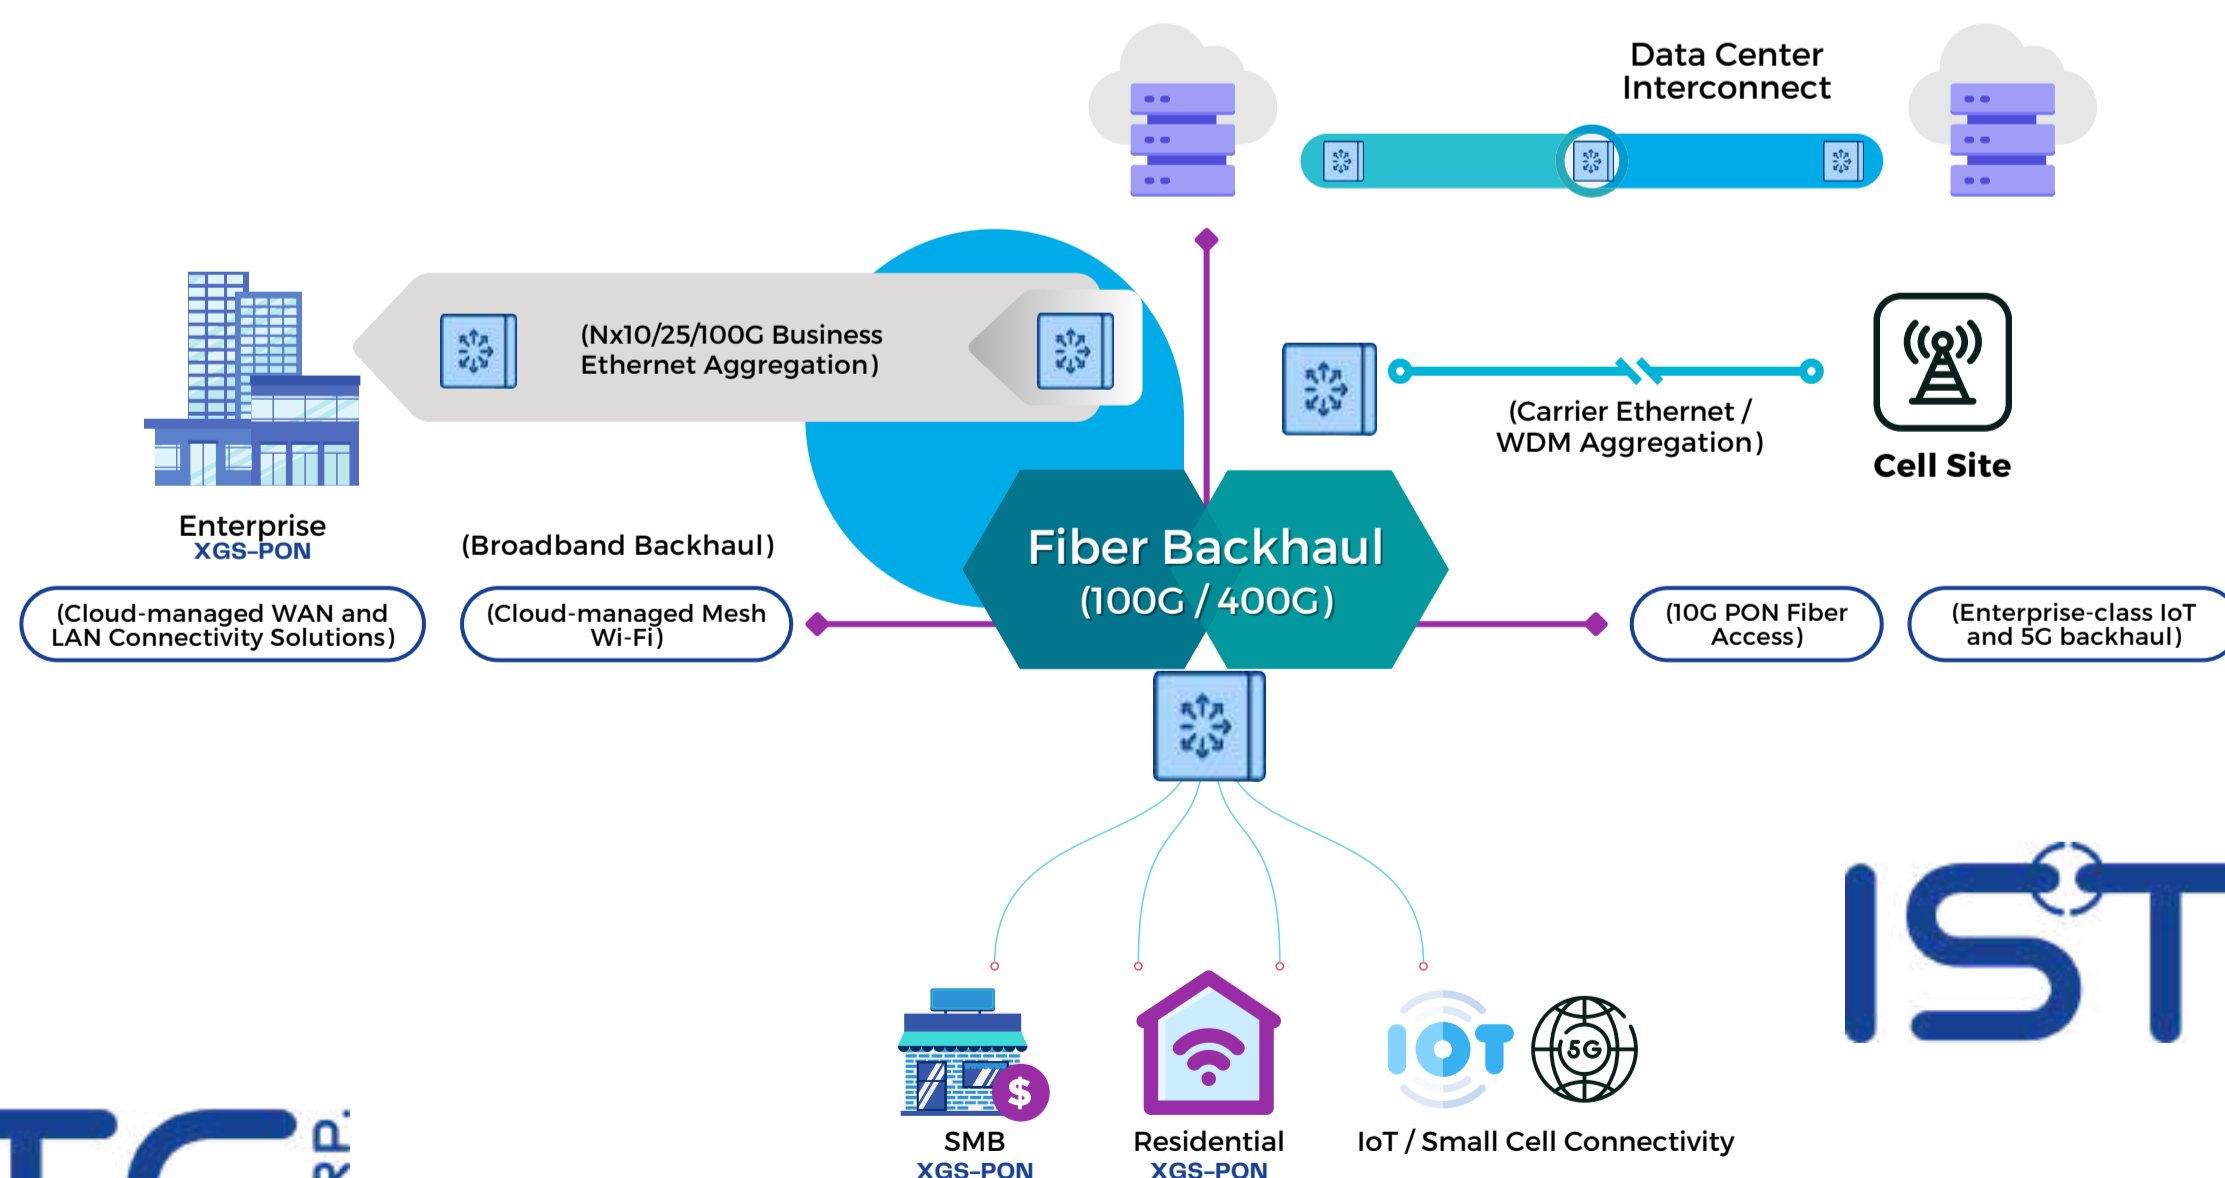 Data Center
Interconnect
(Nx10/25/100G Business
Ethernet Aggregation)
(Carrier Ethernet /
WDM Aggregation)
Cell Site
Enterprise
XGS-PON
(Broadband Backhaul)
Fiber Backhaul
(100G / 400G)
(Cloud-managed WAN and
LAN Connectivity Solutions)
(Cloud-managed Mesh
Wi-Fi)
(10G PON Fiber
Access)
(Enterprise-class IoT
and 5G backhaul)
IST
$
IOT
5G
SMB
XGS-PON
Residential
XGS-PON
IoT / Small Cell Connectivity